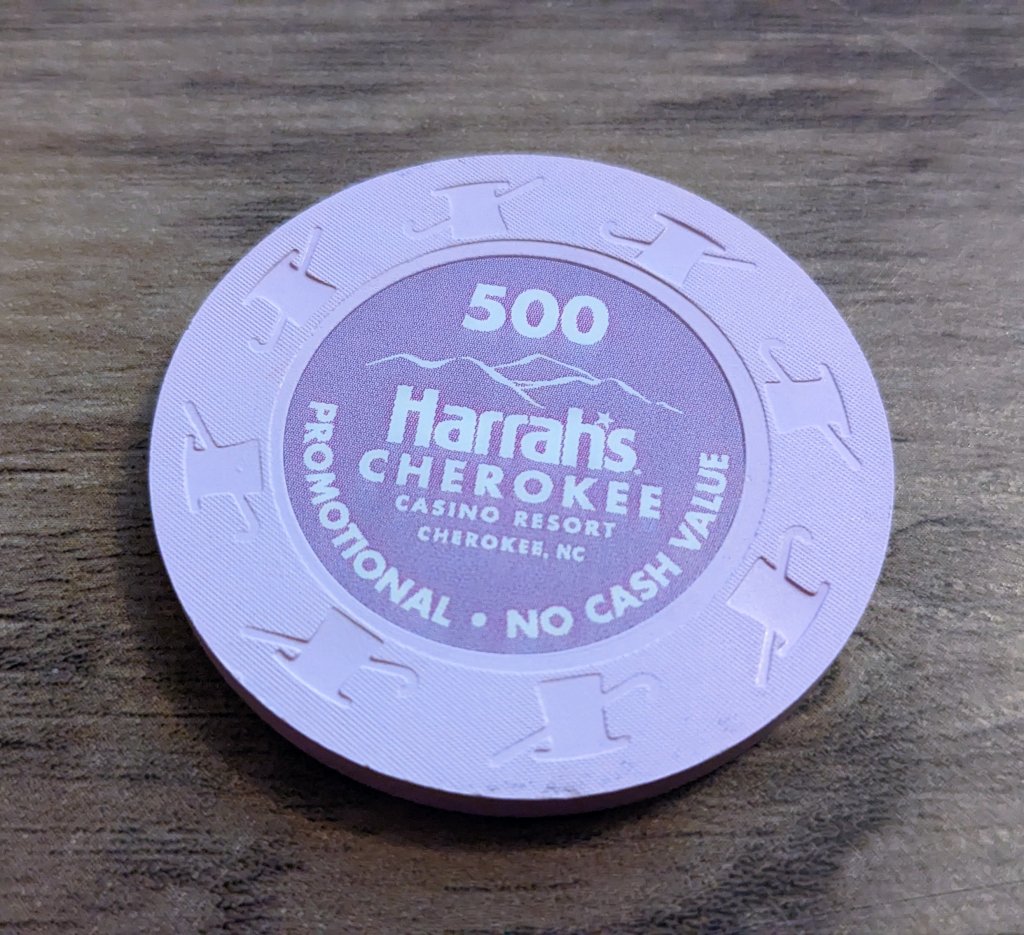 500
Harrah's
CHEROKEE
CASINO RESORT
CHEROKEE, NC
PROMOTIONAL • NO CASH VALUE